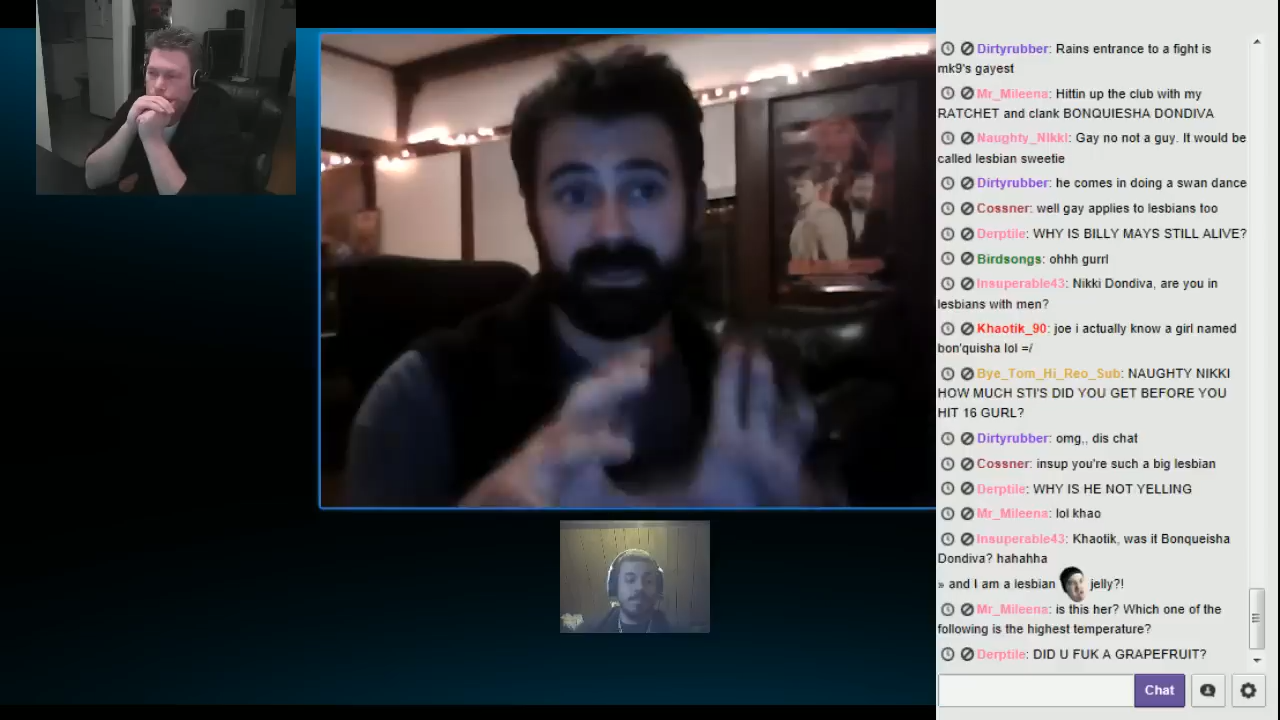 Dirtyrubber: Rains entrance to a fight is
mk9's gayest
Mr_Mileena: Hittin up the club with my
RATCHET and clank BONQUIESHA DONDIVA
Naughty_NIkkI: Gay no not a guy. It would be
called lesbian sweetie
Dirtyrubber: he comes in doing a swan dance
Cossner: well gay applies to lesbians too
Derptile: WHY IS BILLY MAYS STILL ALIVE?
Birdsongs: ohhh gurrl
Insuperable43: Nikki Dondiva, are you in
lesbians with men?
Khaotik_90: joe i actually know a girl named
bon'quisha lol =/
Bye_Tom_Hi_Reo_Sub: NAUGHTY NIKKI
HOW MUCH STI'S DID YOU GET BEFORE YOU
HIT 16 GURL?
Dirtyrubber: omg,, dis chat
Cossner: insup you're such a big lesbian
Derptile: WHY IS HE NOT YELLING
Mr_Mileena: lol khao
Insuperable43: Khaotik, was it Bonqueisha
Dondiva? hahahha
» and I am a lesbian jelly?!
Mr_Mileena: is this her? Which one of the
following is the highest temperature?
Derptile: DID U FUK A GRAPEFRUIT?
Chat